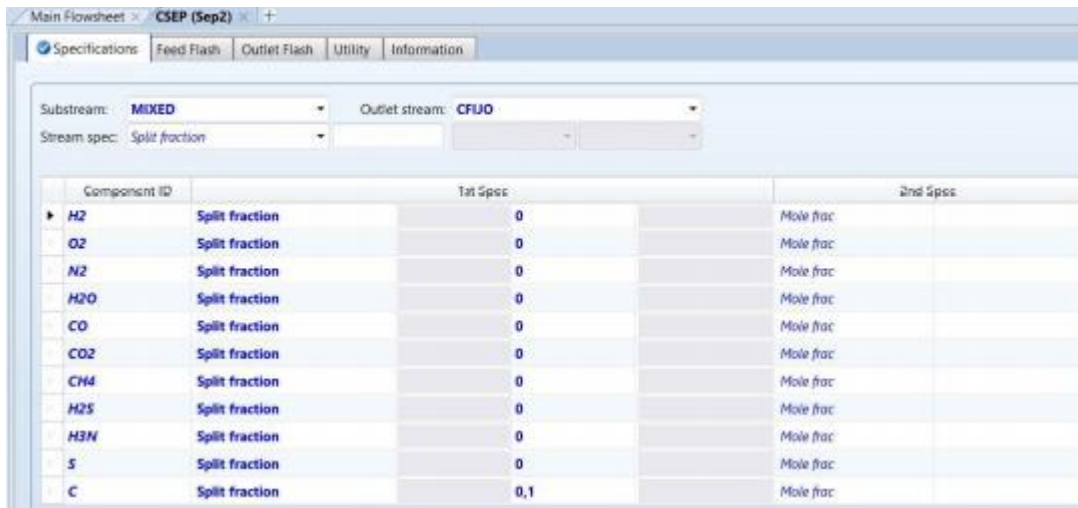 Main Flowsheet × CSEP (Sep2) × +
Specifications Feed Flash Outlet Flash Utility Information
Substream: MIXED Outlet stream: CFIJO
Stream spec: Split fraction
Component ID 1st Spec 2nd Spec
H2 Split fraction 0 Mole frac
O2 Split fraction 0 Mole frac
N2 Split fraction 0 Mole frac
H2O Split fraction 0 Mole frac
CO Split fraction 0 Mole frac
CO2 Split fraction 0 Mole frac
CH4 Split fraction 0 Mole frac
H2S Split fraction 0 Mole frac
H3N Split fraction 0 Mole frac
S Split fraction 0 Mole frac
C Split fraction 0,1 Mole frac